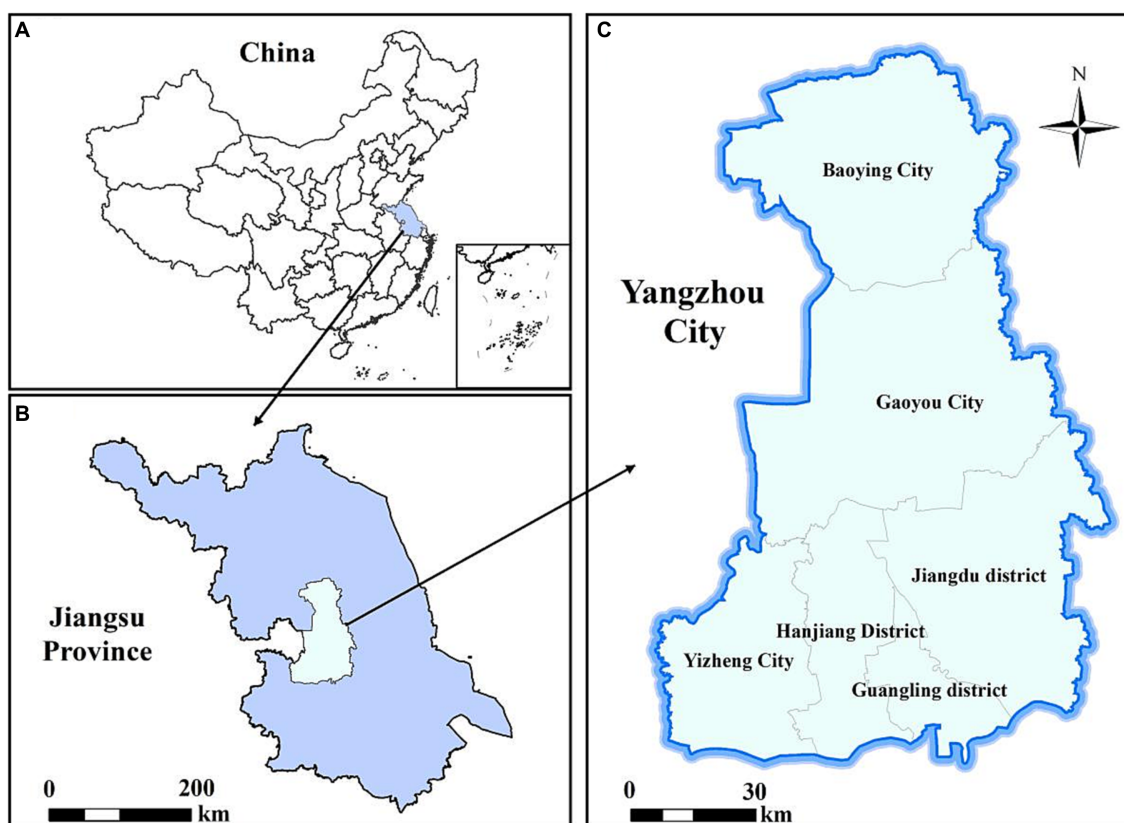 A
China
B
Jiangsu
Province
0 200
km
C
N
Baoying City
Yangzhou
City
Gaoyou City
Jiangdu district
Hanjiang District
Yizheng City
Guangling district
0 30
km